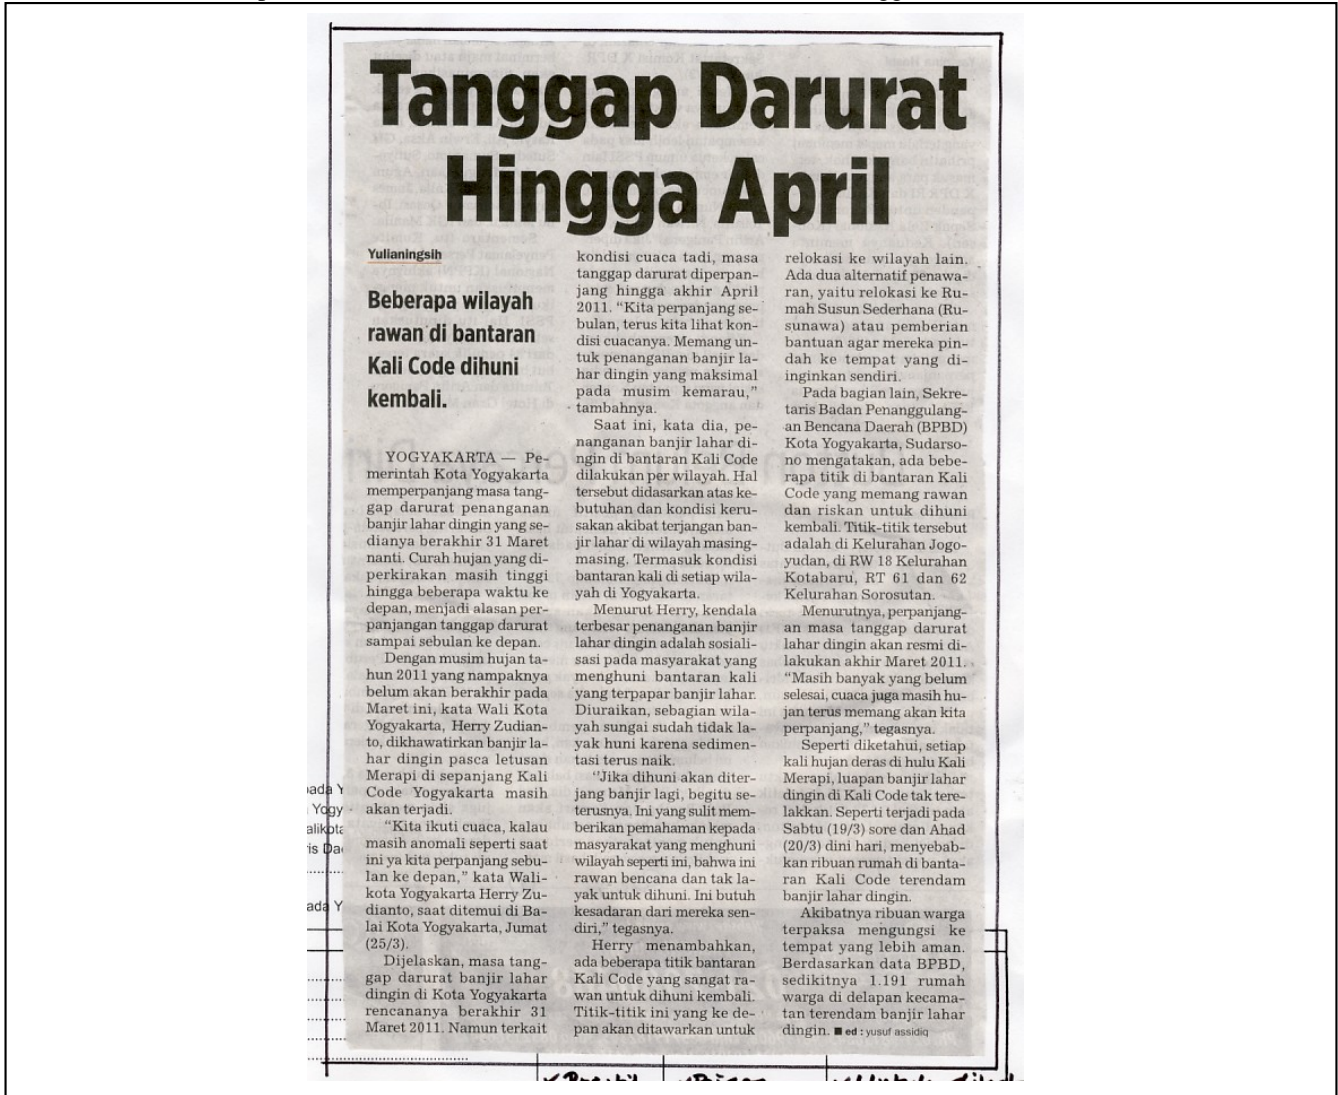 Tanggap Darurat
Hingga April
Yulianingsih
Beberapa wilayah
rawan di bantaran
Kali Code dihuni
kembali.
YOGYAKARTA — Pe-
merintah Kota Yogyakarta
memperpanjang masa tang-
gap darurat penanganan
banjir lahar dingin yang se-
dianya berakhir 31 Maret
nanti. Curah hujan yang di-
perkirakan masih tinggi
hingga beberapa waktu ke
depan, menjadi alasan per-
panjangan tanggap darurat
sampai sebulan ke depan.
Dengan musim hujan ta-
hun 2011 yang nampaknya
belum akan berakhir pada
Maret ini, kata Wali Kota
Yogyakarta, Herry Zudian-
to, dikhawatirkan banjir la-
har dingin pasca letusan
Merapi di sepanjang Kali
Code Yogyakarta masih
akan terjadi.
“Kita ikuti cuaca, kalau
masih anomali seperti saat
ini ya kita perpanjang sebu-
lan ke depan,” kata Wali-
kota Yogyakarta Herry Zu-
dianto, saat ditemui di Ba-
lai Kota Yogyakarta, Jumat
(25/3).
Dijelaskan, masa tang-
gap darurat banjir lahar
dingin di Kota Yogyakarta
rencananya berakhir 31
Maret 2011. Namun terkait
kondisi cuaca tadi, masa
tanggap darurat diperpan-
jang hingga akhir April
2011. “Kita perpanjang se-
bulan, terus kita lihat kon-
disi cuacanya. Memang un-
tuk penanganan banjir la-
har dingin yang maksimal
pada musim kemarau,”
tambahnya.
Saat ini, kata dia, pe-
nanganan banjir lahar di-
ngin di bantaran Kali Code
dilakukan per wilayah. Hal
tersebut didasarkan atas ke-
butuhan dan kondisi keru-
sakan akibat terjangan ban-
jir lahar di wilayah masing-
masing. Termasuk kondisi
bantaran kali di setiap wila-
yah di Yogyakarta.
Menurut Herry, kendala
terbesar penanganan banjir
lahar dingin adalah sosiali-
sasi pada masyarakat yang
menghuni bantaran kali
yang terpapar banjir lahar.
Diuraikan, sebagian wila-
yah sungai sudah tidak la-
yak huni karena sedimen-
tasi terus naik.
‘‘Jika dihuni akan diter-
jang banjir lagi, begitu se-
terusnya. Ini yang sulit mem-
berikan pemahaman kepada
masyarakat yang menghuni
wilayah seperti ini, bahwa ini
rawan bencana dan tak la-
yak untuk dihuni. Ini butuh
kesadaran dari mereka sen-
diri,” tegasnya.
Herry menambahkan,
ada beberapa titik bantaran
Kali Code yang sangat ra-
wan untuk dihuni kembali.
Titik-titik ini yang ke de-
pan akan ditawarkan untuk
relokasi ke wilayah lain.
Ada dua alternatif penawa-
ran, yaitu relokasi ke Ru-
mah Susun Sederhana (Ru-
sunawa) atau pemberian
bantuan agar mereka pin-
dah ke tempat yang di-
inginkan sendiri.
Pada bagian lain, Sekre-
taris Badan Penanggulang-
an Bencana Daerah (BPBD)
Kota Yogyakarta, Sudarso-
no mengatakan, ada bebe-
rapa titik di bantaran Kali
Code yang memang rawan
dan riskan untuk dihuni
kembali. Titik-titik tersebut
adalah di Kelurahan Jogo-
yudan, di RW 18 Kelurahan
Kotabaru, RT 61 dan 62
Kelurahan Sorosutan.
Menurutnya, perpanjang-
an masa tanggap darurat
lahar dingin akan resmi di-
lakukan akhir Maret 2011.
“Masih banyak yang belum
selesai, cuaca juga masih hu-
jan terus memang akan kita
perpanjang,” tegasnya.
Seperti diketahui, setiap
kali hujan deras di hulu Kali
Merapi, luapan banjir lahar
dingin di Kali Code tak tere-
lakkan. Seperti terjadi pada
Sabtu (19/3) sore dan Ahad
(20/3) dini hari, menyebab-
kan ribuan rumah di banta-
ran Kali Code terendam
banjir lahar dingin.
Akibatnya ribuan warga
terpaksa mengungsi ke
tempat yang lebih aman.
Berdasarkan data BPBD,
sedikitnya 1.191 rumah
warga di delapan kecama-
tan terendam banjir lahar
dingin. ■ ed : yusuf assidiq